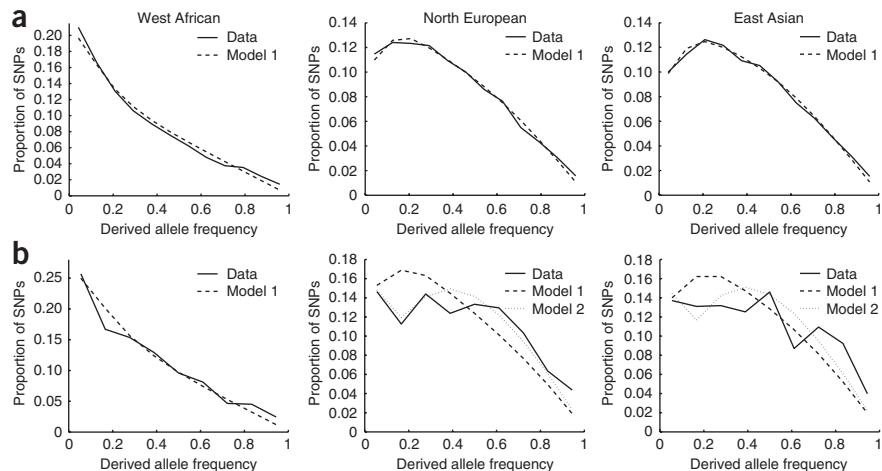 a
West African
North European
East Asian
Proportion of SNPs
0.20
0.18
0.16
0.14
0.12
0.10
0.08
0.06
0.04
0.02
0
0 0.2 0.4 0.6 0.8 1
Derived allele frequency
Data
Model 1
Proportion of SNPs
0.14
0.12
0.10
0.08
0.06
0.04
0.02
0
0 0.2 0.4 0.6 0.8 1
Derived allele frequency
Data
Model 1
Proportion of SNPs
0.14
0.12
0.10
0.08
0.06
0.04
0.02
0
0 0.2 0.4 0.6 0.8 1
Derived allele frequency
Data
Model 1
b
Proportion of SNPs
0.25
0.20
0.15
0.10
0.05
0
0 0.2 0.4 0.6 0.8 1
Derived allele frequency
Data
Model 1
Proportion of SNPs
0.18
0.16
0.14
0.12
0.10
0.08
0.06
0.04
0.02
0
0 0.2 0.4 0.6 0.8 1
Derived allele frequency
Data
Model 1
Model 2
Proportion of SNPs
0.18
0.16
0.14
0.12
0.10
0.08
0.06
0.04
0.02
0
0 0.2 0.4 0.6 0.8 1
Derived allele frequency
Data
Model 1
Model 2